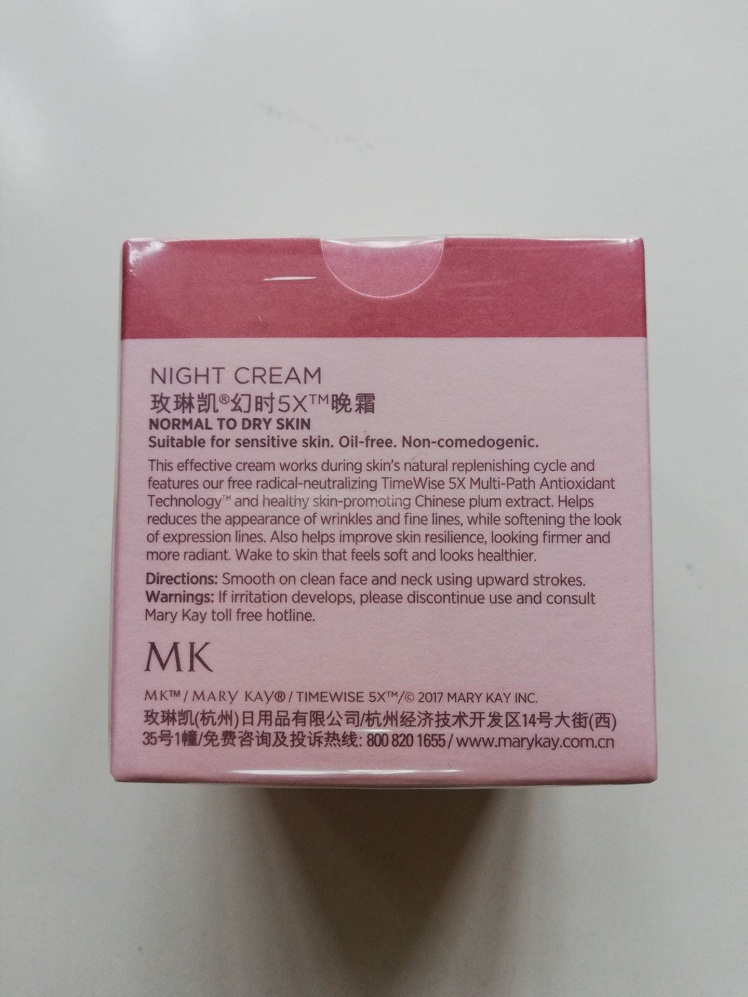 NIGHT CREAM
玫琳凯®幻时5X™晚霜
NORMAL TO DRY SKIN
Suitable for sensitive skin. Oil-free. Non-comedogenic.
This effective cream works during skin's natural replenishing cycle and
features our free radical-neutralizing TimeWise 5X Multi-Path Antioxidant
Technology™ and healthy skin-promoting Chinese plum extract. Helps
reduces the appearance of wrinkles and fine lines, while softening the look
of expression lines. Also helps improve skin resilience, looking firmer and
more radiant. Wake to skin that feels soft and looks healthier.
Directions: Smooth on clean face and neck using upward strokes.
Warnings: If irritation develops, please discontinue use and consult
Mary Kay toll free hotline.
MK
MK™/MARY KAY®/TIMEWISE 5X™/© 2017 MARY KAY INC.
玫琳凯(杭州)日用品有限公司/杭州经济技术开发区14号大街(西)
35号1幢/免费咨询及投诉热线: 800 820 1655/www.marykay.com.cn